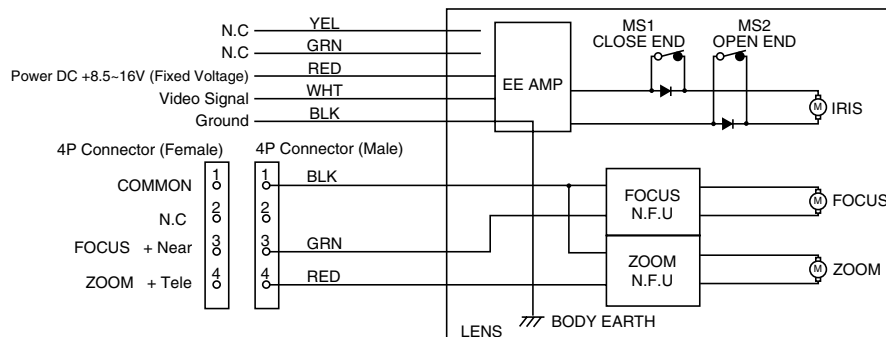 N.C YEL
N.C GRN
Power DC +8.5~16V (Fixed Voltage) RED
Video Signal WHT
Ground BLK
EE AMP
MS1
CLOSE END
MS2
OPEN END
M IRIS
4P Connector (Female)
4P Connector (Male)
COMMON 1 1 BLK
N.C 2 2
FOCUS + Near 3 3 GRN
ZOOM + Tele 4 4 RED
FOCUS
N.F.U
M FOCUS
ZOOM
N.F.U
M ZOOM
BODY EARTH
LENS